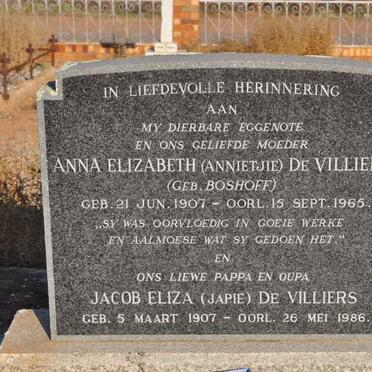 IN LIEFDEVOLLE HERINNERING
AAN
MY DIERBARE EGGENOTE
EN ONS GELIEFDE MOEDER
ANNA ELIZABETH (ANNIETJIE) DE VILLIE
(GEB. BOSHOFF)
GEB. 21 JUN. 1907 - OORL. 15 SEPT. 1965.
„SY WAS OORVLOEDIG IN GOEIE WERKE
EN AALMOESE WAT SY GEDOEN HET."
EN
ONS LIEWE PAPPA EN OUPA
JACOB ELIZA (JAPIE) DE VILLIERS
GEB. 5 MAART 1907 - OORL. 26 MEI 1986.